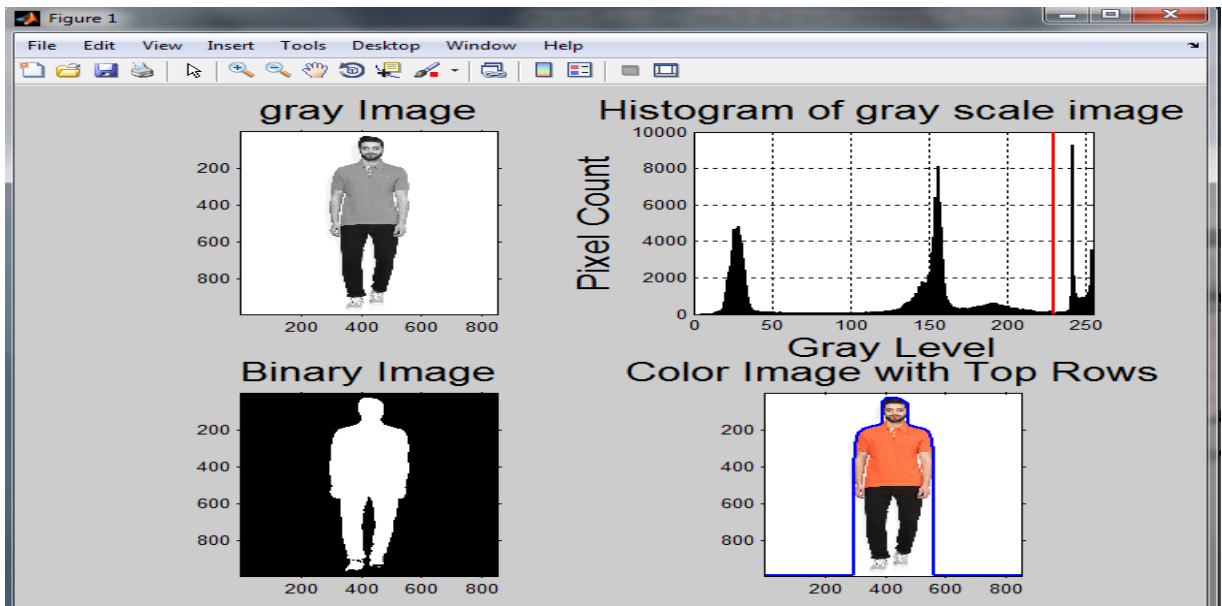 Figure 1
File Edit View Insert Tools Desktop Window Help
gray Image
200
400
600
800
200 400 600 800
Histogram of gray scale image
Pixel Count
10000
8000
6000
4000
2000
0
0 50 100 150 200 250
Gray Level
Binary Image
200
400
600
800
200 400 600 800
Color Image with Top Rows
200
400
600
800
200 400 600 800